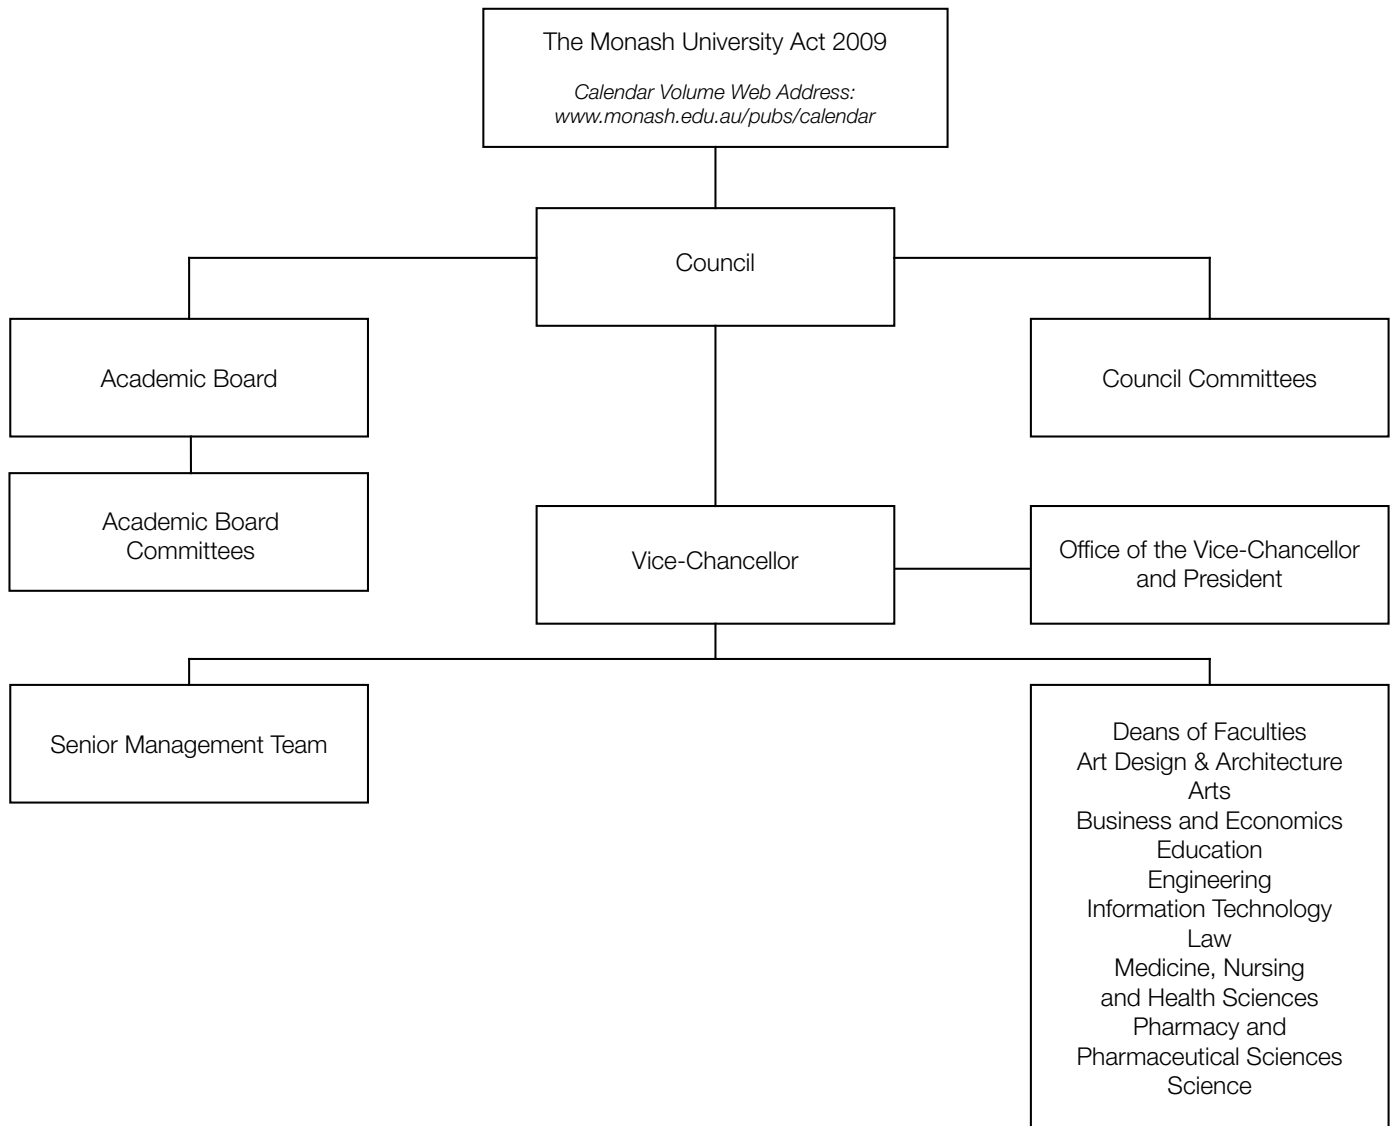 The Monash University Act 2009
Calendar Volume Web Address:
www.monash.edu.au/pubs/calendar
Council
Academic Board
Council Committees
Academic Board
Committees
Vice-Chancellor
Office of the Vice-Chancellor
and President
Senior Management Team
Deans of Faculties
Art Design & Architecture
Arts
Business and Economics
Education
Engineering
Information Technology
Law
Medicine, Nursing
and Health Sciences
Pharmacy and
Pharmaceutical Sciences
Science